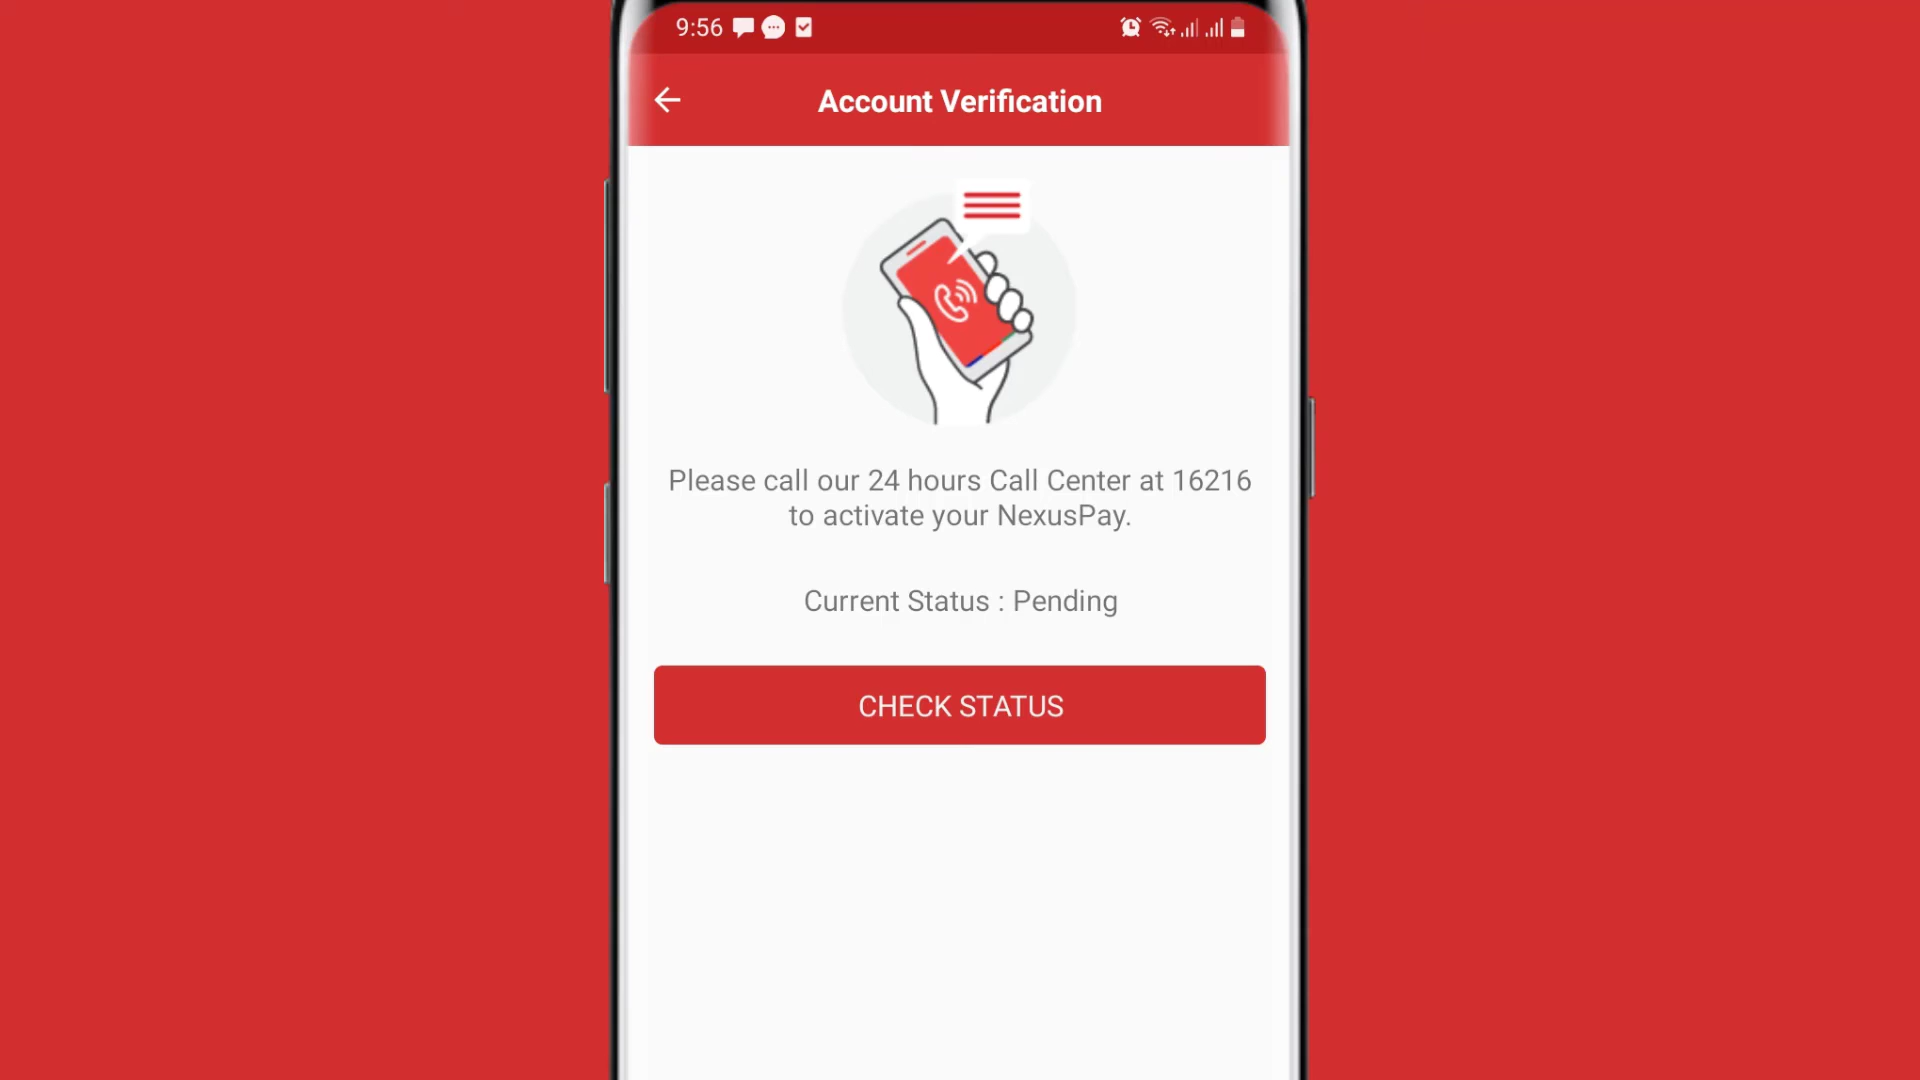 9:56
Account Verification
Please call our 24 hours Call Center at 16216
to activate your NexusPay.
Current Status : Pending
CHECK STATUS